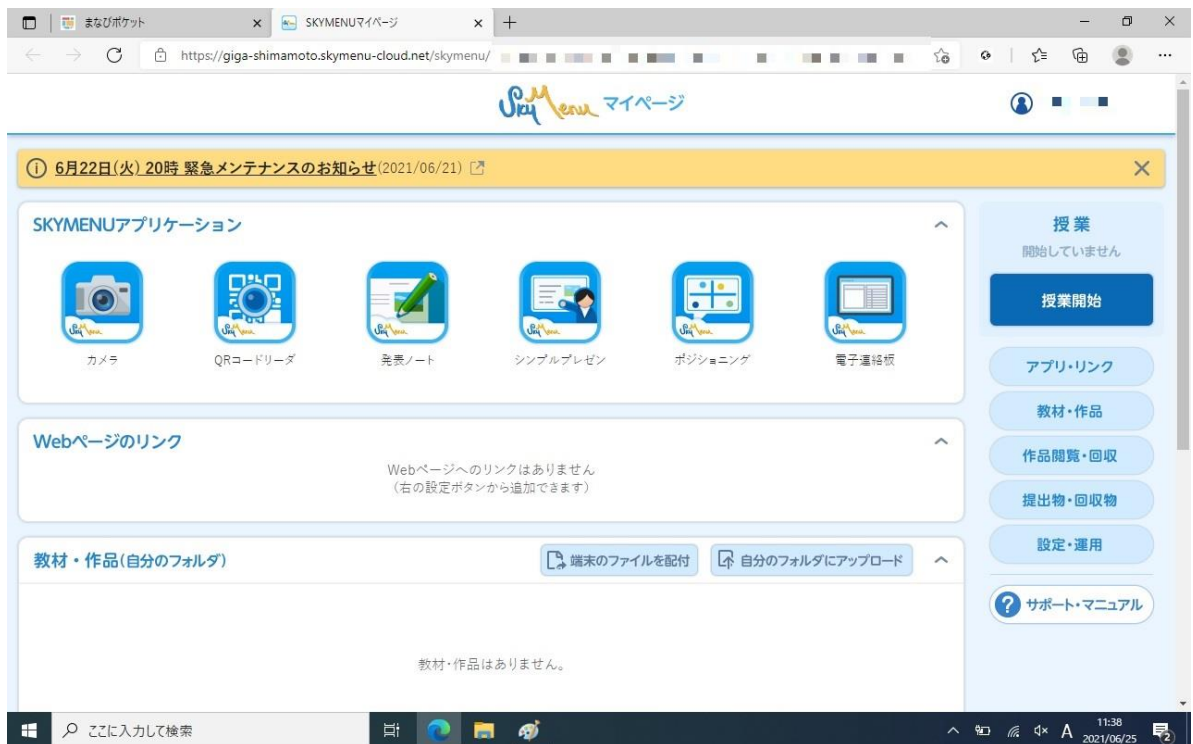 まなびポケット
SKYMENUマイページ
https://giga-shimamoto.skymenu-cloud.net/skymenu/
SkyMenu マイページ
6月22日(火) 20時 緊急メンテナンスのお知らせ(2021/06/21)
SKYMENUアプリケーション
SkyMenu
SkyMenu
SkyMenu
SkyMenu
SkyMenu
SkyMenu
カメラ
QRコードリーダ
発表ノート
シンプルプレゼン
ポジショニング
電子連絡板
Webページのリンク
Webページへのリンクはありません
(右の設定ボタンから追加できます)
教材・作品(自分のフォルダ)
端末のファイルを配付
自分のフォルダにアップロード
教材・作品はありません。
授業
開始していません
授業開始
アプリ・リンク
教材・作品
作品閲覧・回収
提出物・回収物
設定・運用
サポート・マニュアル
ここに入力して検索
A
11:38
2021/06/25
2